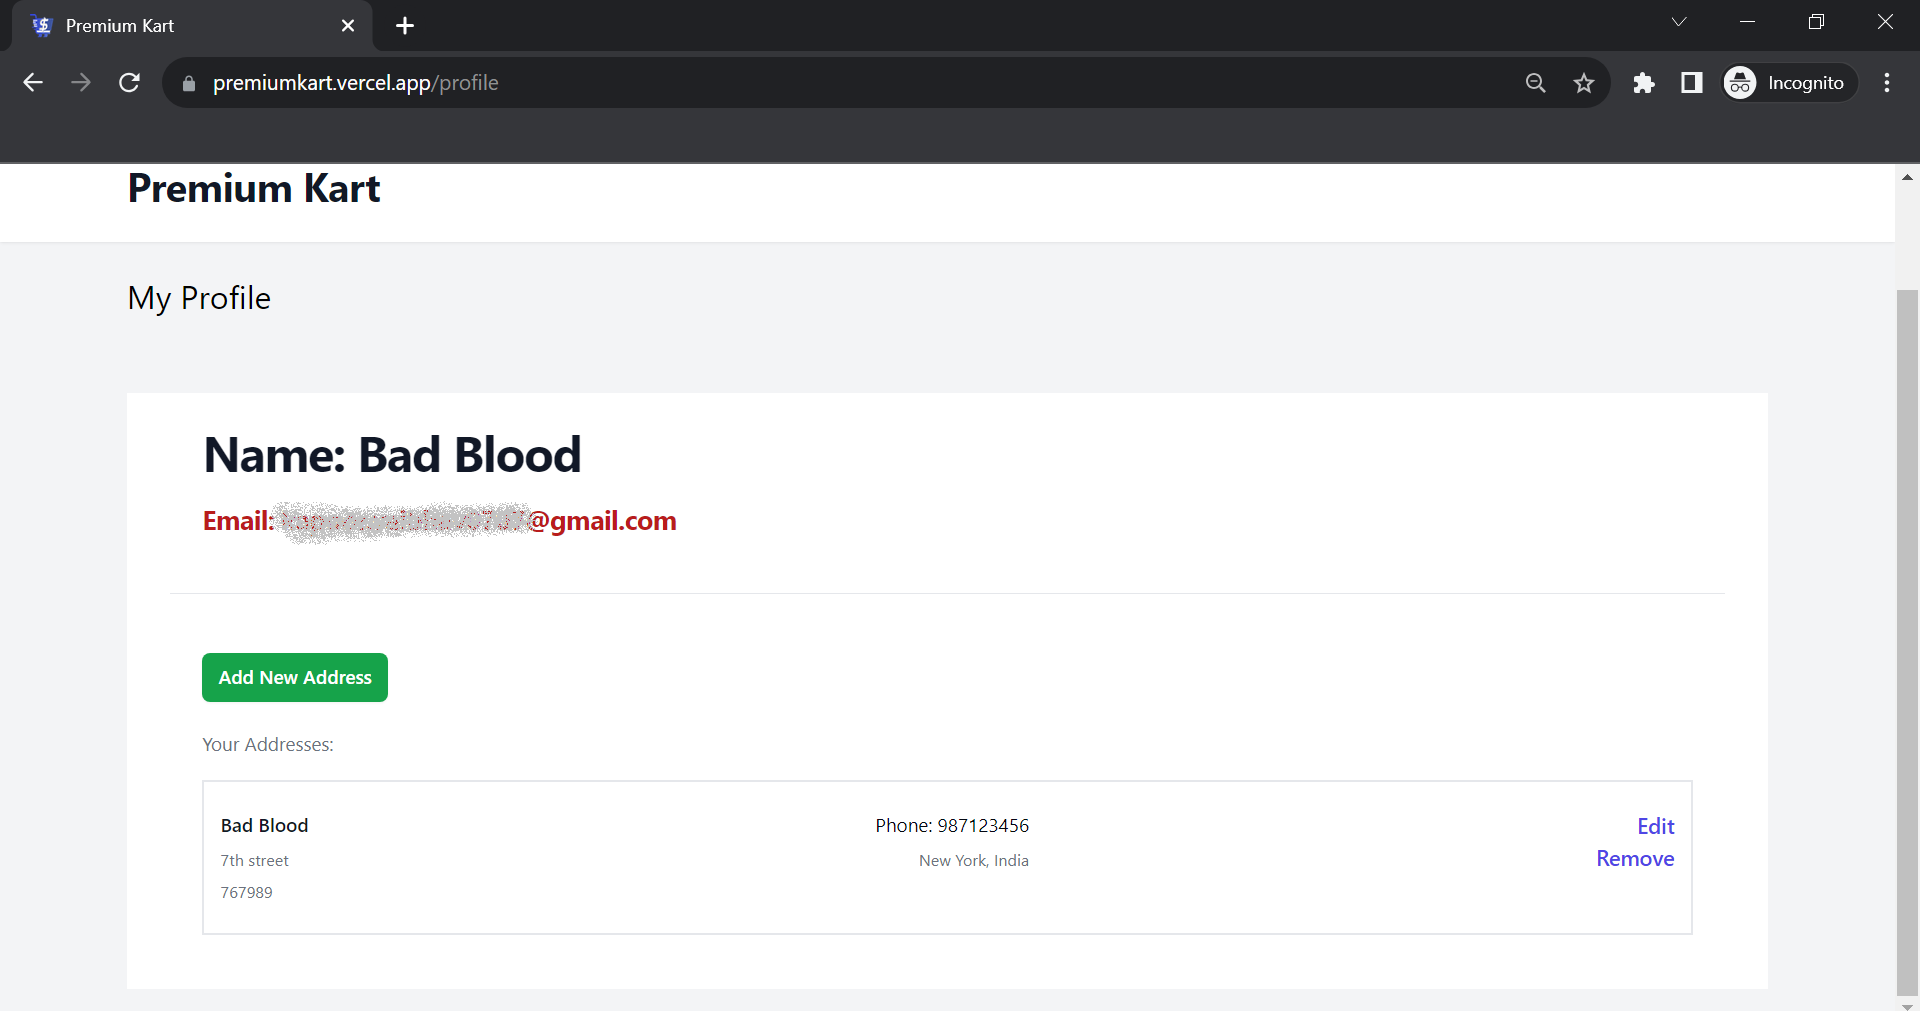 Premium Kart
premiumkart.vercel.app/profile
Incognito
Premium Kart
My Profile
Name: Bad Blood
Email: @gmail.com
Add New Address
Your Addresses:
Bad Blood
Phone: 987123456
Edit
7th street
New York, India
Remove
767989